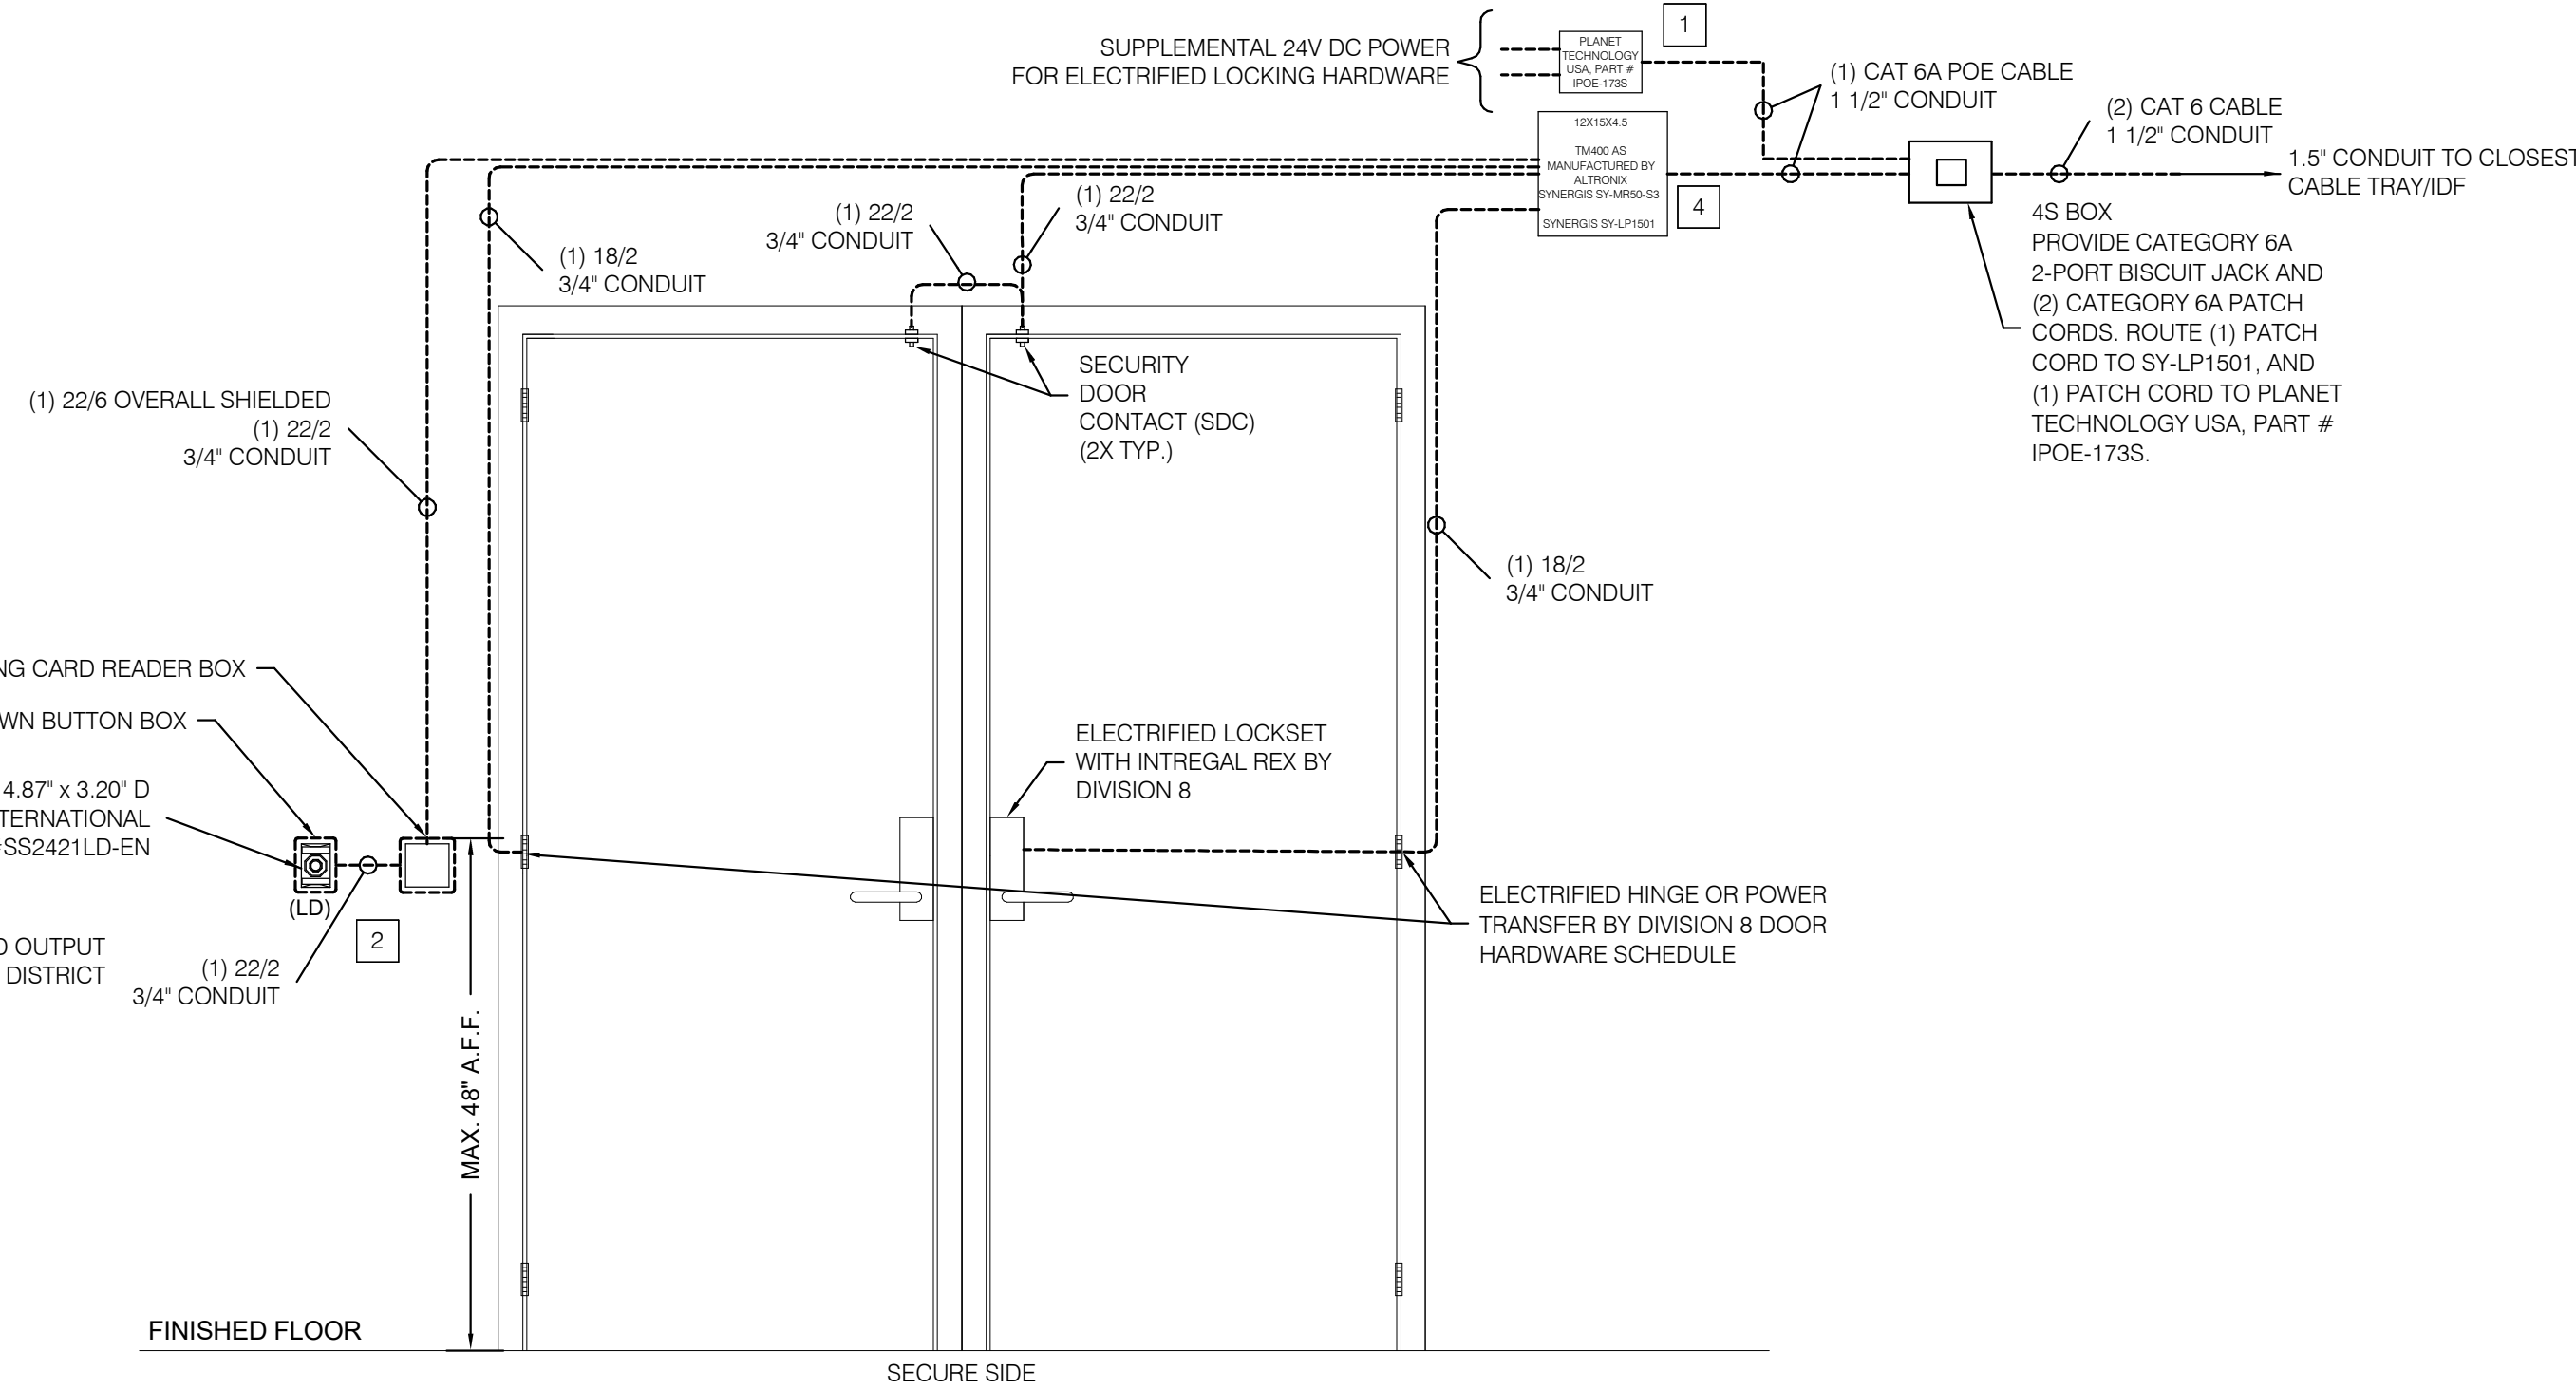 SUPPLEMENTAL 24V DC POWER
FOR ELECTRIFIED LOCKING HARDWARE
PLANET
TECHNOLOGY
USA, PART #
IPOE-173S
1
(1) CAT 6A POE CABLE
1 1/2" CONDUIT
(2) CAT 6 CABLE
1 1/2" CONDUIT
1.5" CONDUIT TO CLOSEST
CABLE TRAY/IDF
12X15X4.5
TM400 AS
MANUFACTURED BY
ALTRONIX
SYNERGIS SY-MR50-S3
SYNERGIS SY-LP1501
4
4S BOX
PROVIDE CATEGORY 6A
2-PORT BISCUIT JACK AND
(2) CATEGORY 6A PATCH
CORDS. ROUTE (1) PATCH
CORD TO SY-LP1501, AND
(1) PATCH CORD TO PLANET
TECHNOLOGY USA, PART #
IPOE-173S.
(1) 18/2
3/4" CONDUIT
(1) 22/2
3/4" CONDUIT
(1) 22/2
3/4" CONDUIT
SECURITY
DOOR
CONTACT (SDC)
(2X TYP.)
(1) 22/6 OVERALL SHIELDED
(1) 22/2
3/4" CONDUIT
(1) 18/2
3/4" CONDUIT
NG CARD READER BOX
WN BUTTON BOX
4.87" x 3.20" D
TERNATIONAL
SS2421LD-EN
(LD)
2
OUTPUT
DISTRICT
(1) 22/2
3/4" CONDUIT
ELECTRIFIED LOCKSET
WITH INTREGAL REX BY
DIVISION 8
ELECTRIFIED HINGE OR POWER
TRANSFER BY DIVISION 8 DOOR
HARDWARE SCHEDULE
MAX. 48" A.F.F.
FINISHED FLOOR
SECURE SIDE